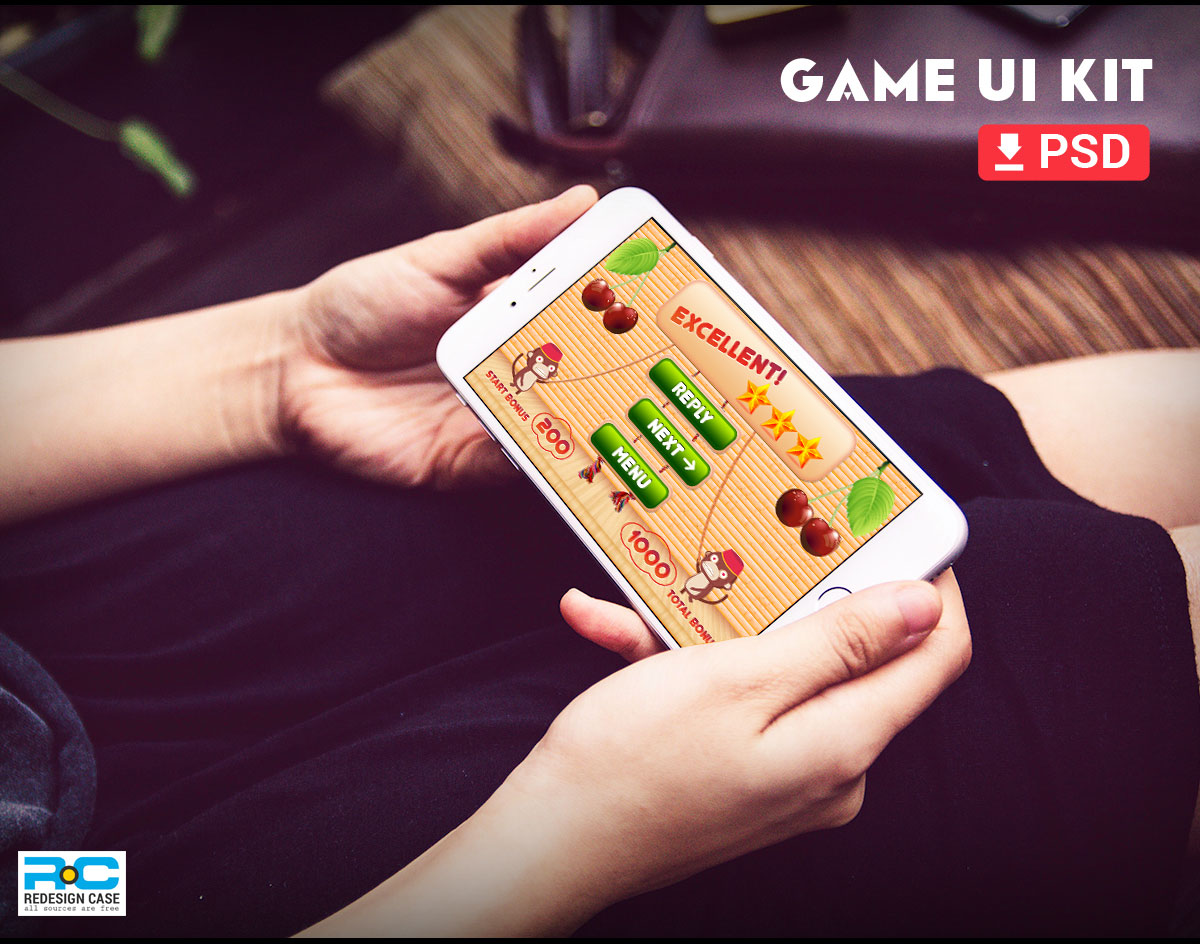 GAME UI KIT
PSD
EXCELLENT!
REPLY
NEXT →
MENU
START BONUS
200
1000
TOTAL BONU
RC
REDESIGN CASE
all sources are free